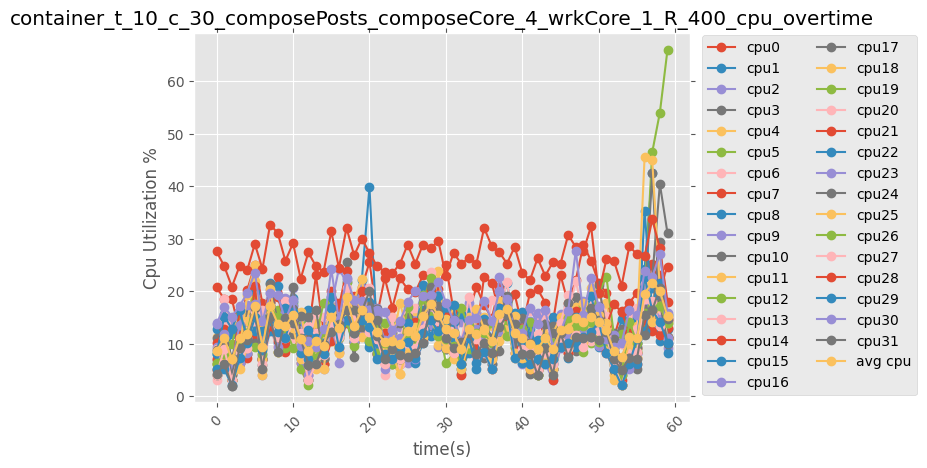 container_t_10_c_30_composePosts_composeCore_4_wrkCore_1_R_400_cpu_overtime
Cpu Utilization %
60
50
40
30
20
10
0
0 10 20 30 40 50 60
time(s)
cpu0 cpu17
cpu1 cpu18
cpu2 cpu19
cpu3 cpu20
cpu4 cpu21
cpu5 cpu22
cpu6 cpu23
cpu7 cpu24
cpu8 cpu25
cpu9 cpu26
cpu10 cpu27
cpu11 cpu28
cpu12 cpu29
cpu13 cpu30
cpu14 cpu31
cpu15 avg cpu
cpu16